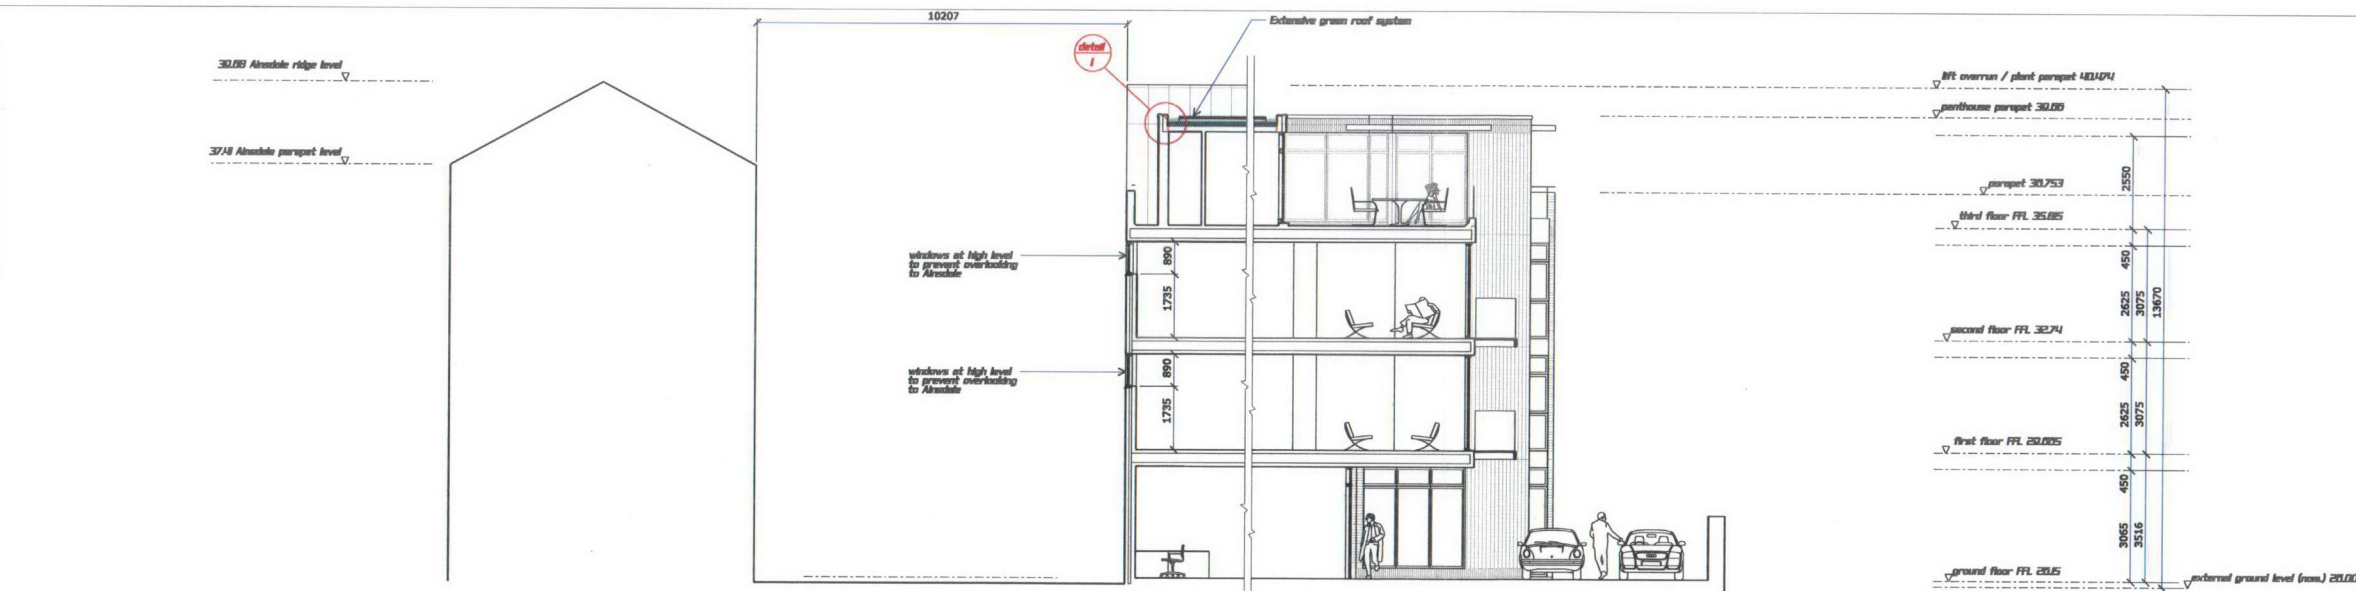 10207
Extensive green roof system
detail
1
39.68 Ainsdale ridge level
37.41 Ainsdale parapet level
lift overrun / plant parapet 40.474
penthouse parapet 39.66
parapet 36.753
third floor FFL 35.815
second floor FFL 32.74
first floor FFL 29.665
ground floor FFL 26.15
external ground level (nom.) 26.00
windows at high level
to prevent overlooking
to Ainsdale
windows at high level
to prevent overlooking
to Ainsdale
890
1735
890
1735
2550
450
2625
3075
13670
450
2625
3075
450
3065
3516